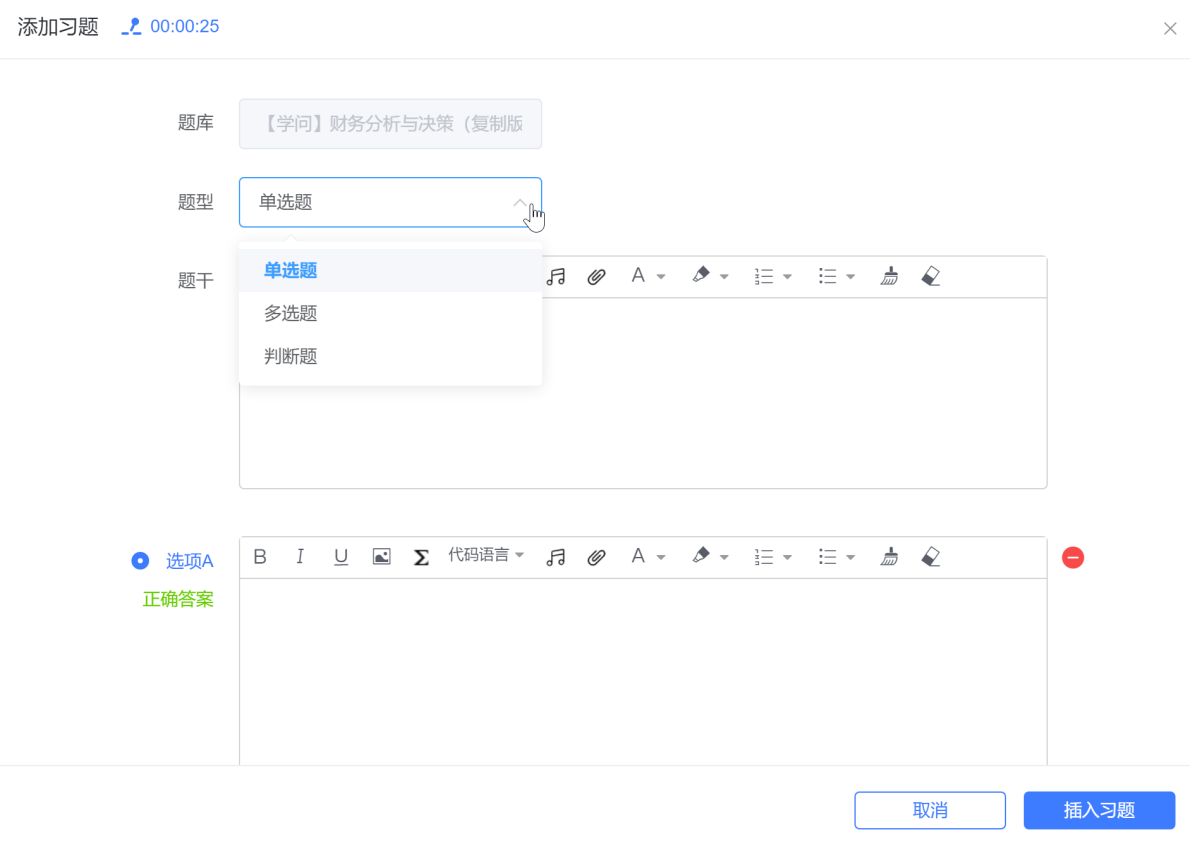 添加习题 00:00:25
题库 【学问】财务分析与决策（复制版
题型 单选题
题干 A
单选题
多选题
判断题
选项A B I U Σ 代码语言 A
正确答案
取消 插入习题